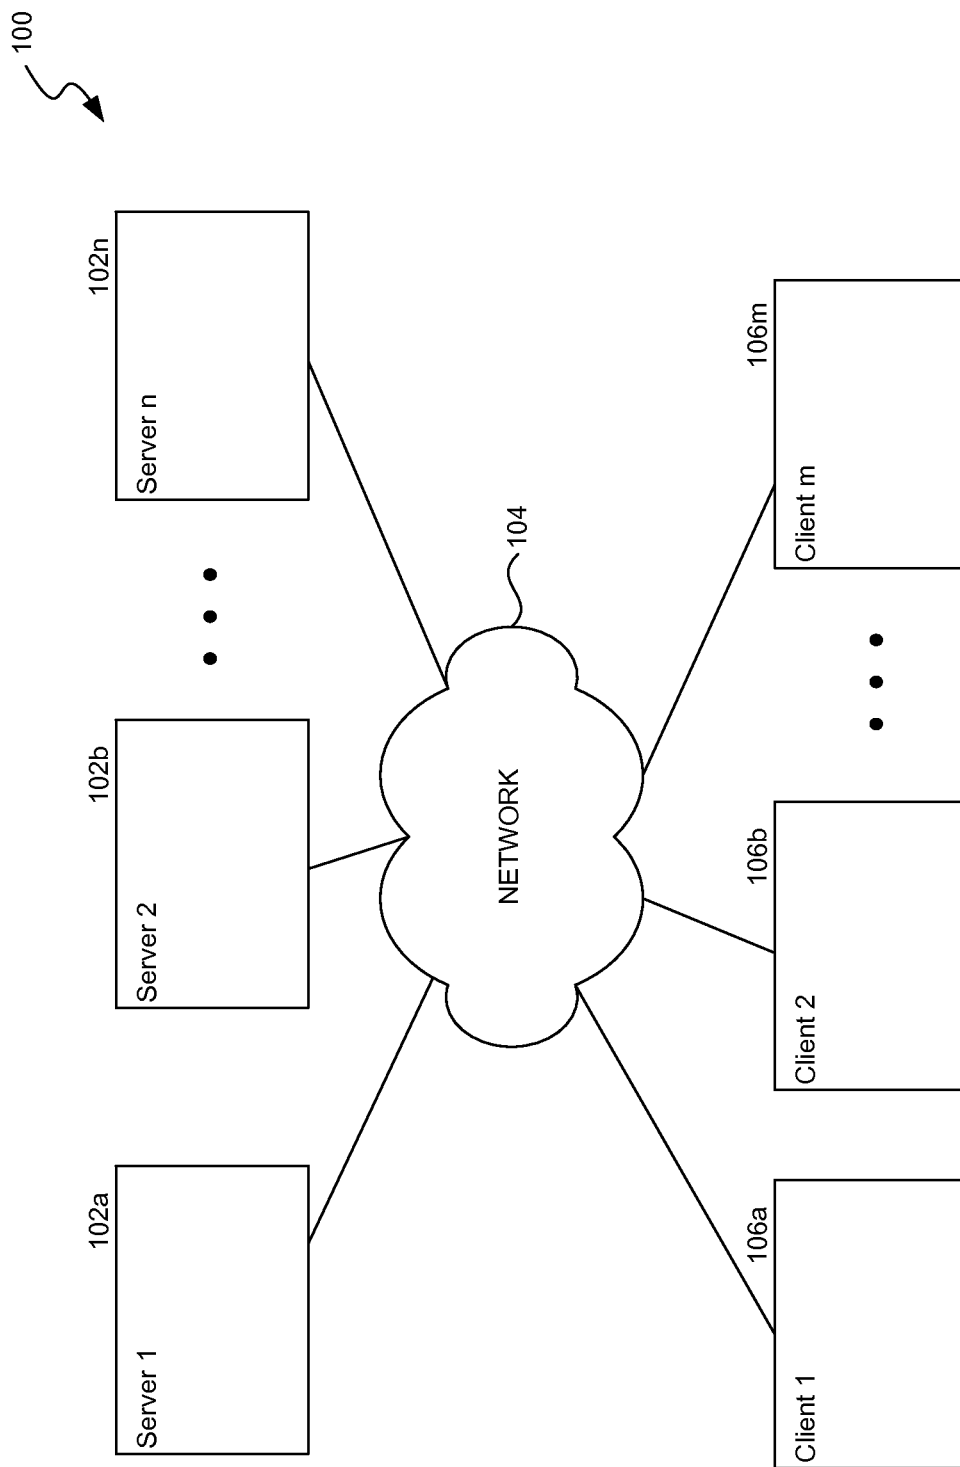 100
102a
102b
102n
Server 1
Server 2
Server n
104
NETWORK
106a
106b
106m
Client 1
Client 2
Client m